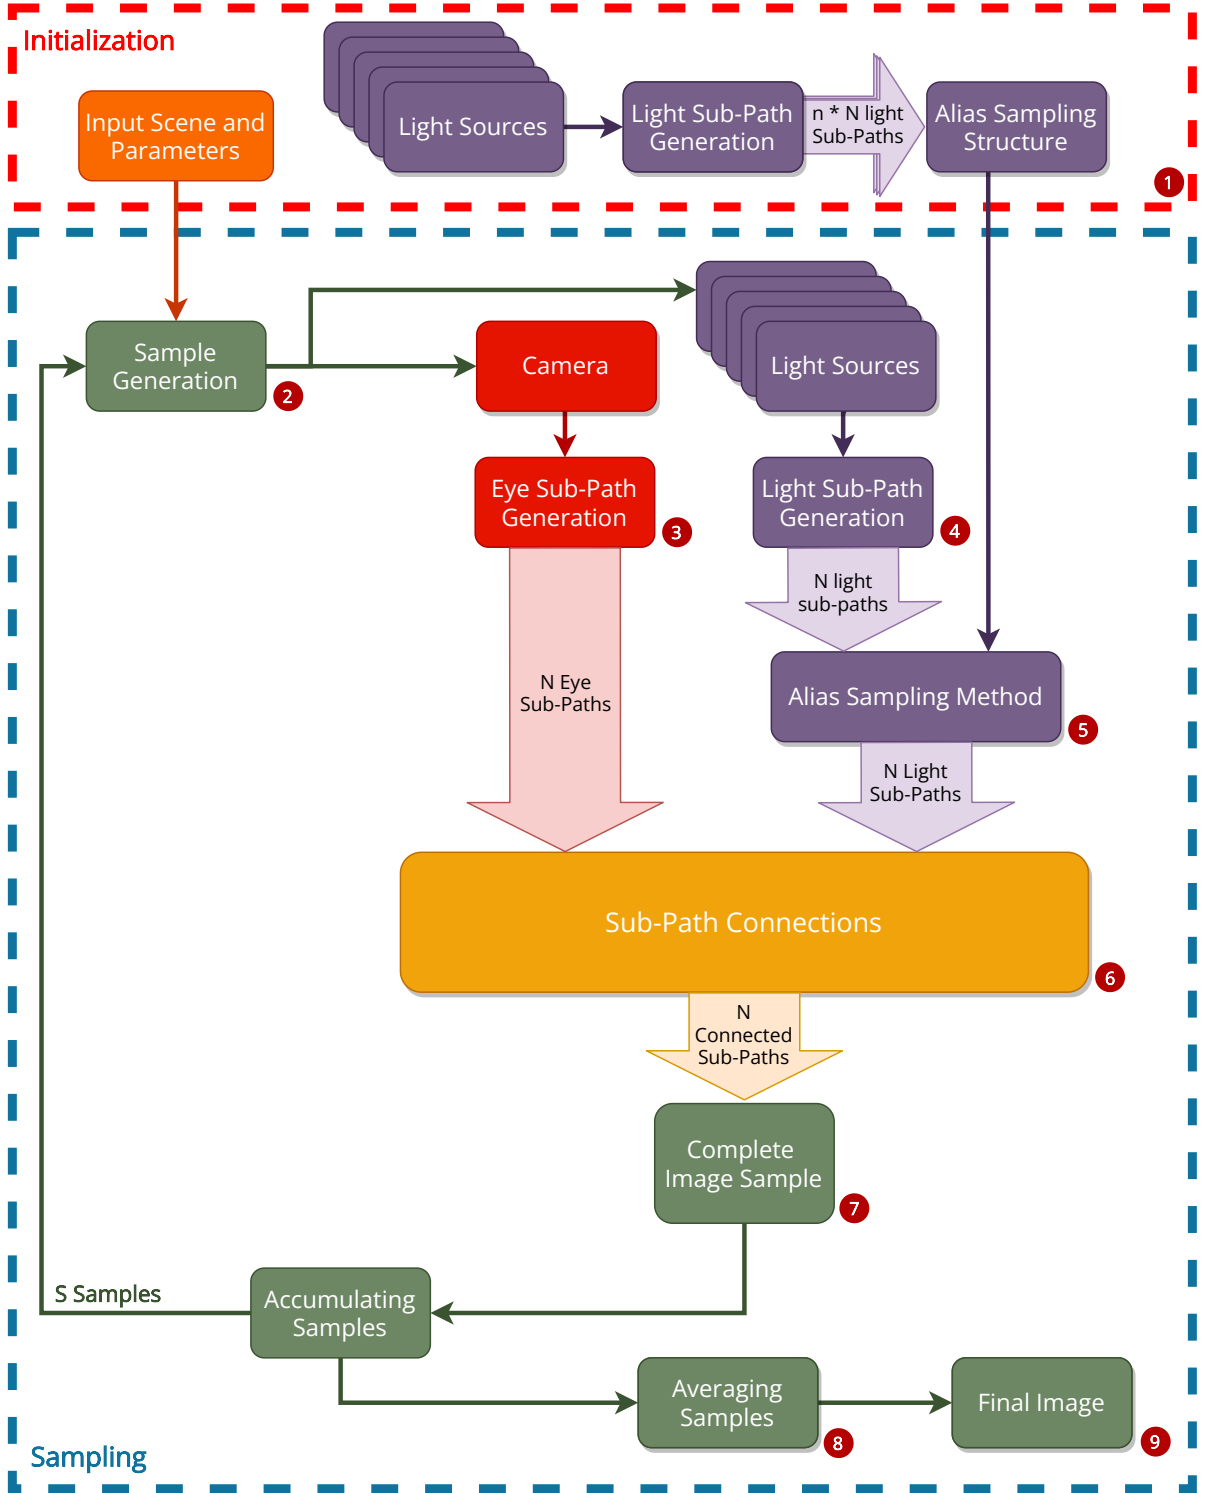 Initialization
Input Scene and
Parameters
Light Sources
Light Sub-Path
Generation
n * N light
Sub-Paths
Alias Sampling
Structure
1
Sample
Generation
2
Camera
Light Sources
Eye Sub-Path
Generation
3
Light Sub-Path
Generation
4
N light
sub-paths
N Eye
Sub-Paths
Alias Sampling Method
5
N Light
Sub-Paths
Sub-Path Connections
6
N
Connected
Sub-Paths
Complete
Image Sample
7
S Samples
Accumulating
Samples
Averaging
Samples
8
Final Image
9
Sampling